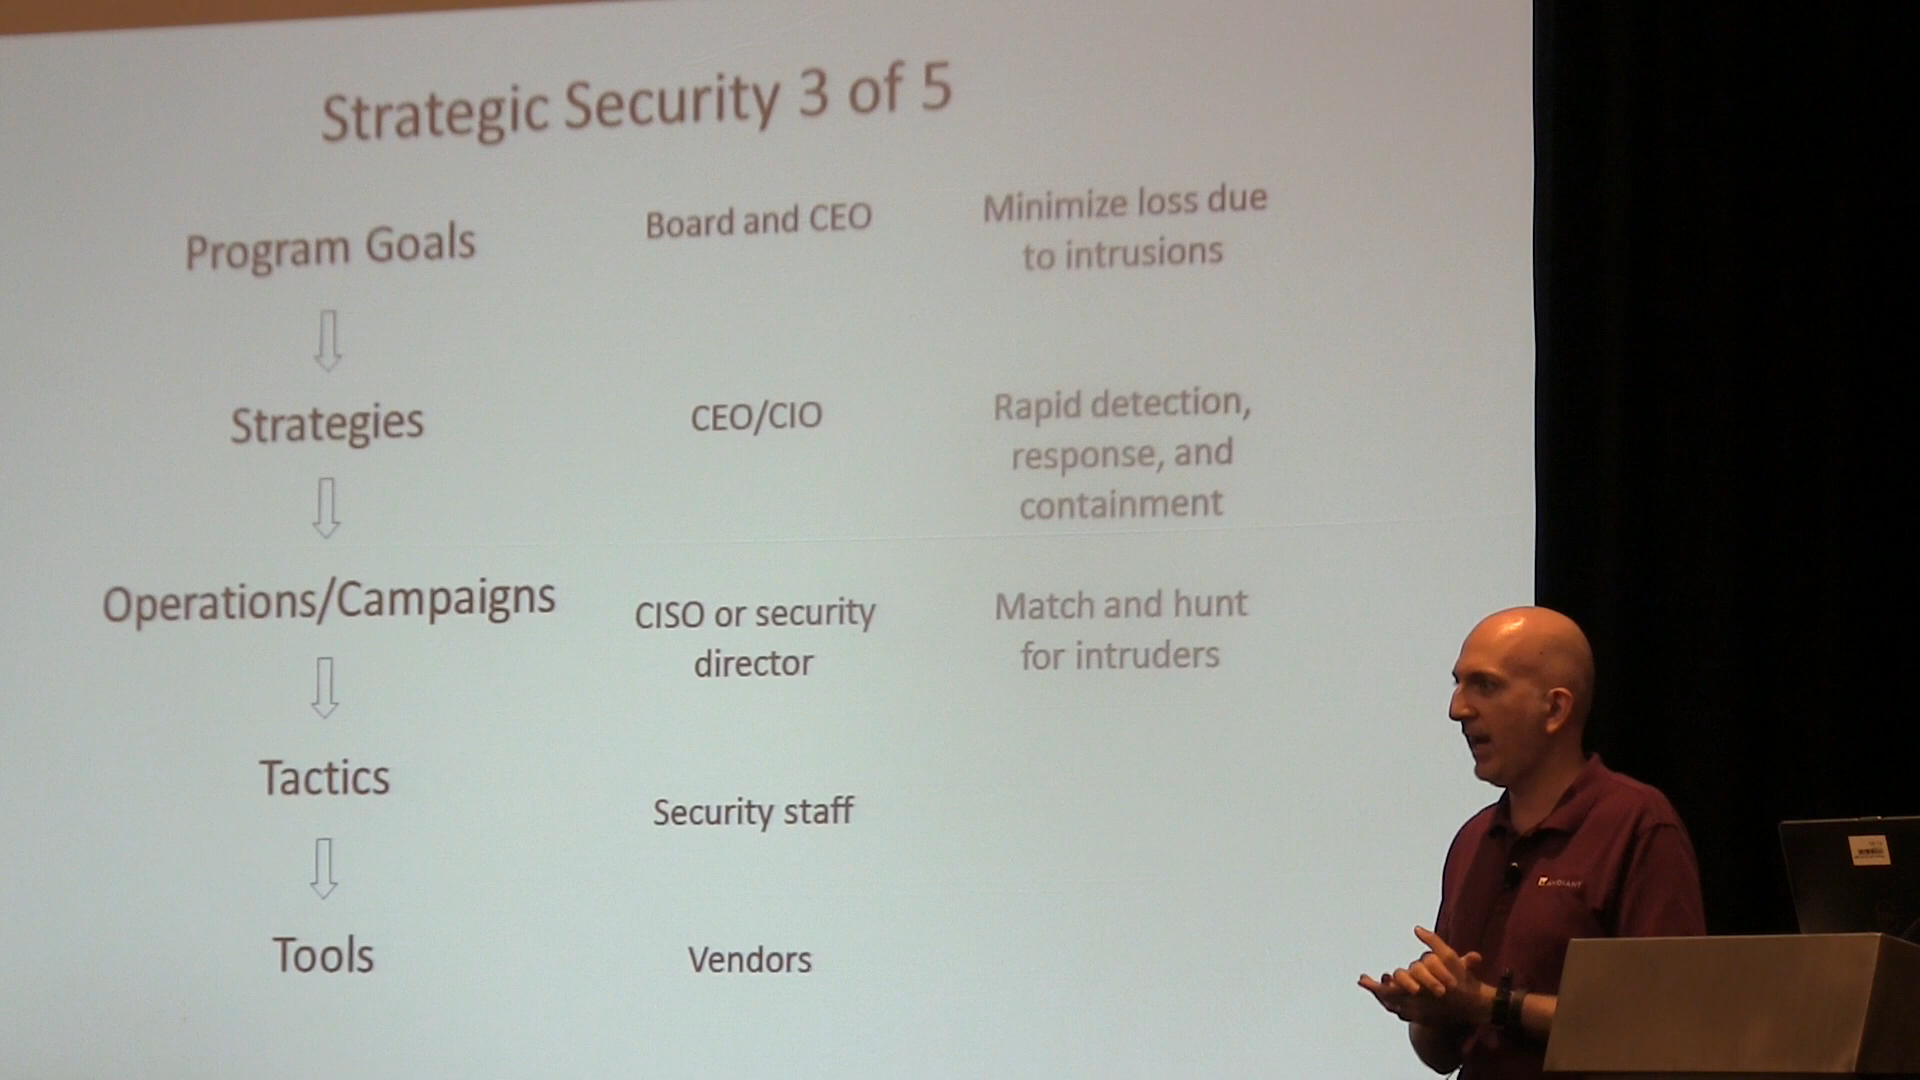 Strategic Security 3 of 5
Program Goals
Board and CEO
Minimize loss due
to intrusions
Strategies
CEO/CIO
Rapid detection,
response, and
containment
Operations/Campaigns
CISO or security
director
Match and hunt
for intruders
Tactics
Security staff
Tools
Vendors